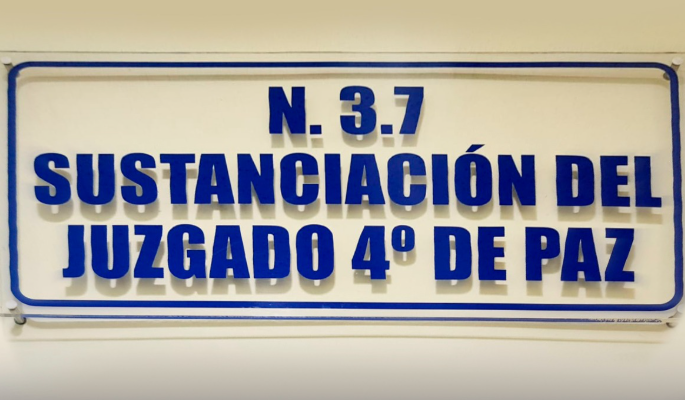 N. 3.7
SUSTANCIACIÓN DEL
JUZGADO 4º DE PAZ